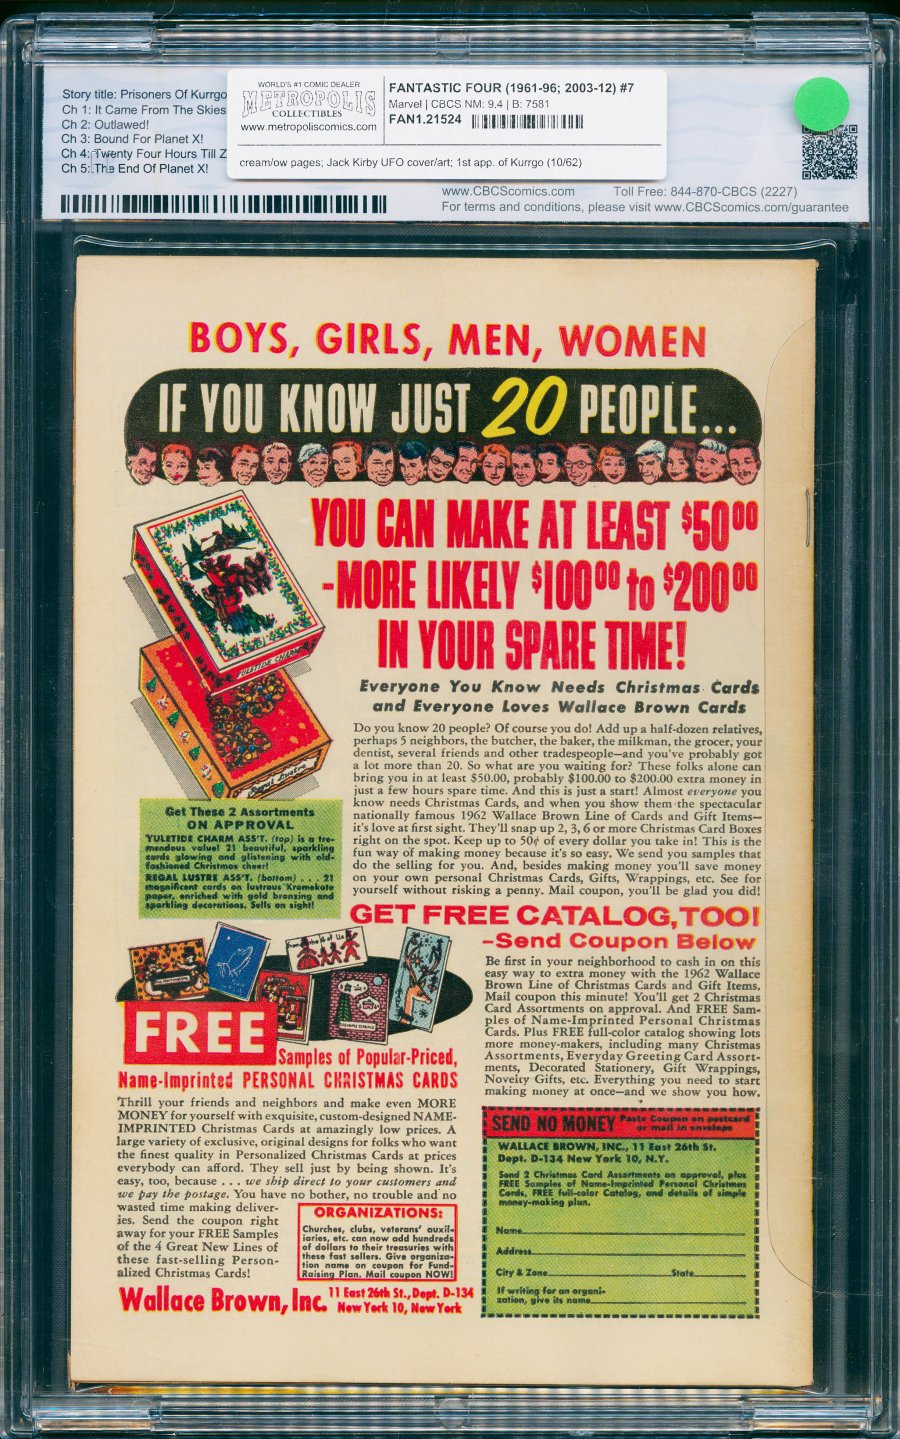 Story title: Prisoners Of Kurrgo
Ch 1: It Came From The Skies
Ch 2: Outlawed!
Ch 3: Bound For Planet X!
Ch 4: Twenty Four Hours Till
Ch 5: The End Of Planet X!
WORLD'S #1 COMIC DEALER
METROPOLIS
COLLECTIBLES
www.metropoliscomics.com
FANTASTIC FOUR (1961-96; 2003-12) #7
Marvel | CBCS NM: 9.4 | B: 7581
FAN1.21524
cream/ow pages; Jack Kirby UFO cover/art; 1st app. of Kurrgo (10/62)
www.CBCScomics.com Toll Free: 844-870-CBCS (2227)
For terms and conditions, please visit www.CBCScomics.com/guarantee
BOYS, GIRLS, MEN, WOMEN
IF YOU KNOW JUST 20 PEOPLE...
YOU CAN MAKE AT LEAST $5000
-MORE LIKELY $10000 to $20000
IN YOUR SPARE TIME!
Everyone You Know Needs Christmas Cards
and Everyone Loves Wallace Brown Cards
Do you know 20 people? Of course you do! Add up a half-dozen relatives,
perhaps 5 neighbors, the butcher, the baker, the milkman, the grocer, your
dentist, several friends and other tradespeople—and you've probably got
a lot more than 20. So what are you waiting for? These folks alone can
bring you in at least $50.00, probably $100.00 to $200.00 extra money in
just a few hours spare time. And this is just a start! Almost everyone you
know needs Christmas Cards, and when you show them the spectacular
nationally famous 1962 Wallace Brown Line of Cards and Gift Items—
it's love at first sight. They'll snap up 2, 3, 6 or more Christmas Card Boxes
right on the spot. Keep up to 50¢ of every dollar you take in! This is the
fun way of making money because it's so easy. We send you samples that
do the selling for you. And, besides making money you'll save money
on your own personal Christmas Cards, Gifts, Wrappings, etc. See for
yourself without risking a penny. Mail coupon, you'll be glad you did!
YULETIDE CHARM
Regal Lustre
Get These 2 Assortments
ON APPROVAL
YULETIDE CHARM ASS'T. (top) is a tre-
mendous value! 21 beautiful, sparkling
cards glowing and glistening with old-
fashioned Christmas cheer!
REGAL LUSTRE ASS'T. (bottom) . . . 21
magnificent cards on lustrous Kromekote
paper, enriched with gold bronzing and
sparkling decorations. Sells on sight!
GET FREE CATALOG, TOO!
—Send Coupon Below
Be first in your neighborhood to cash in on this
easy way to extra money with the 1962 Wallace
Brown Line of Christmas Cards and Gift Items.
Mail coupon this minute! You'll get 2 Christmas
Card Assortments on approval. And FREE Sam-
ples of Name-Imprinted Personal Christmas
Cards. Plus FREE full-color catalog showing lots
more money-makers, including many Christmas
Assortments, Everyday Greeting Card Assort-
ments, Decorated Stationery, Gift Wrappings,
Novelty Gifts, etc. Everything you need to start
making money at once—and we show you how.
From the of Us
FREE
Samples of Popular-Priced,
Name-Imprinted PERSONAL CHRISTMAS CARDS
Thrill your friends and neighbors and make even MORE
MONEY for yourself with exquisite, custom-designed NAME-
IMPRINTED Christmas Cards at amazingly low prices. A
large variety of exclusive, original designs for folks who want
the finest quality in Personalized Christmas Cards at prices
everybody can afford. They sell just by being shown. It's
easy, too, because . . . we ship direct to your customers and
we pay the postage. You have no bother, no trouble and no
wasted time making deliver-
ies. Send the coupon right
away for your FREE Samples
of the 4 Great New Lines of
these fast-selling Person-
alized Christmas Cards!
ORGANIZATIONS:
Churches, clubs, veterans' auxil-
iaries, etc. can now add hundreds
of dollars to their treasuries with
these fast sellers. Give organiza-
tion name on coupon for Fund-
Raising Plan. Mail coupon NOW!
Wallace Brown, Inc. 11 East 26th St., Dept. D-134
New York 10, New York
SEND NO MONEY Paste Coupon on postcard
or mail in envelope
WALLACE BROWN, INC., 11 East 26th St.
Dept. D-134 New York 10, N.Y.
Send 2 Christmas Card Assortments on approval, plus
FREE Samples of Name-Imprinted Personal Christmas
Cards, FREE full-color Catalog, and details of simple
money-making plan.
Name
Address
City & Zone State
If writing for an organi-
zation, give its name